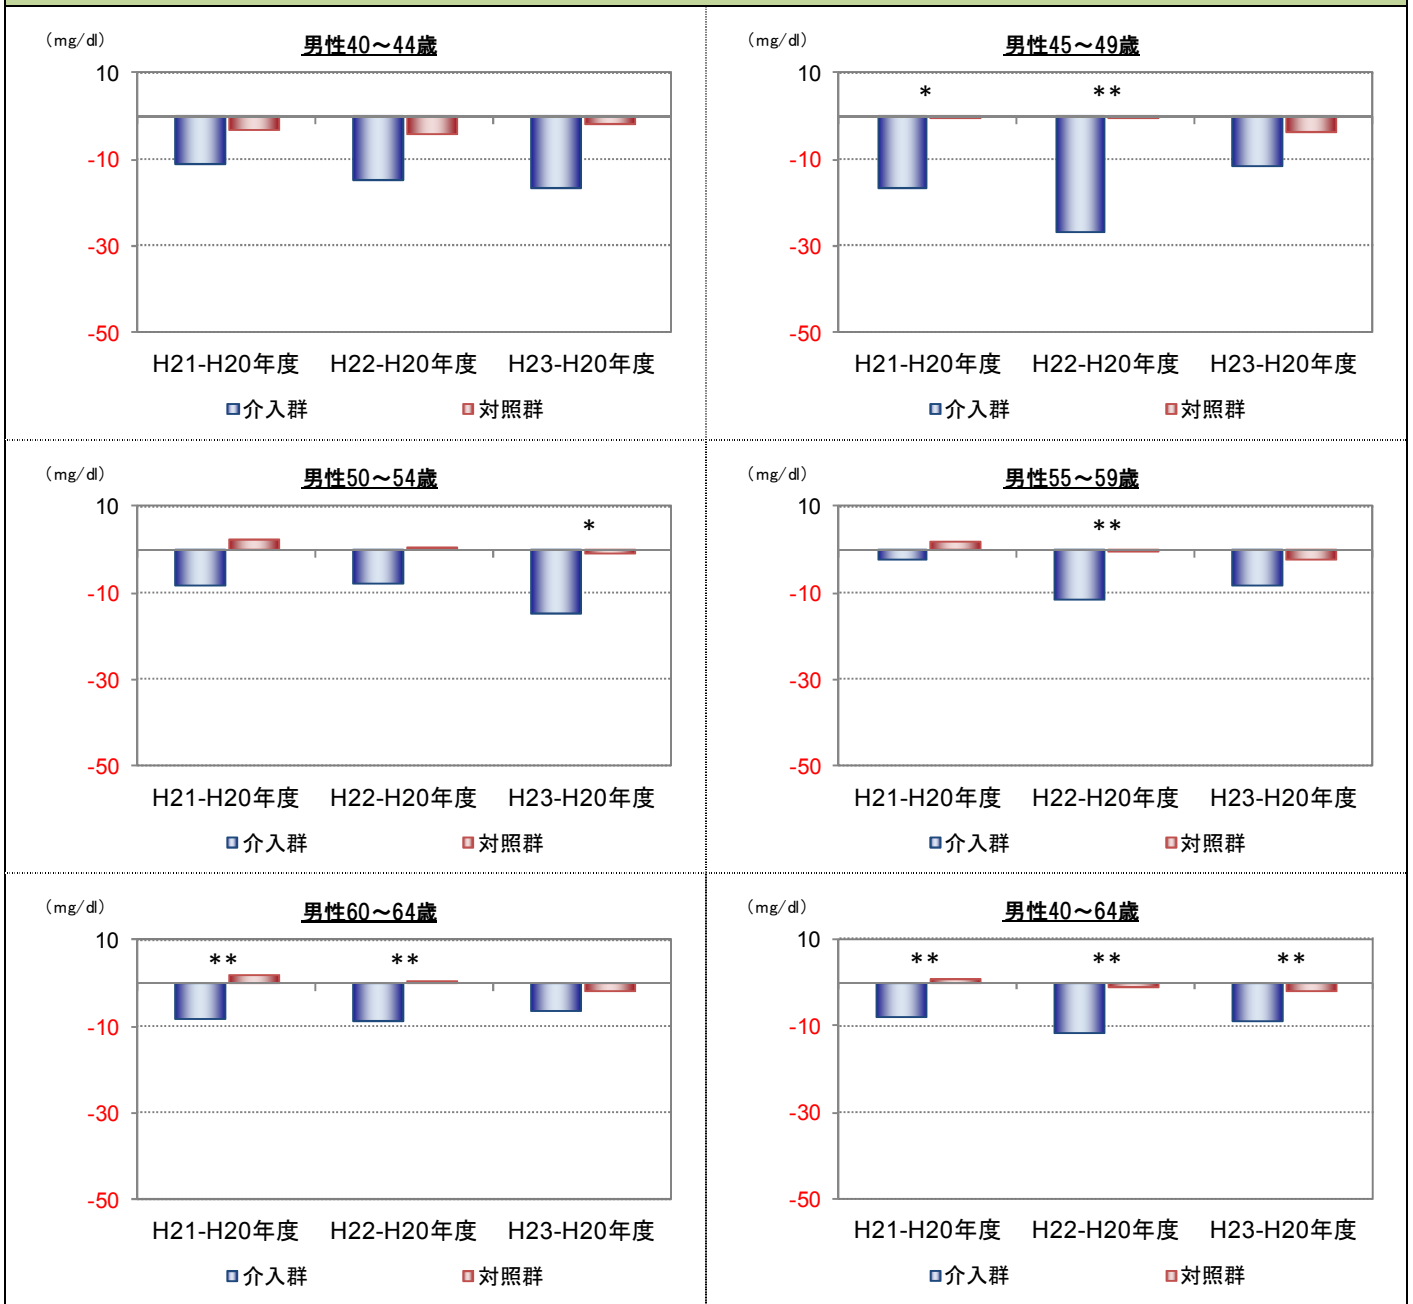 （mg/dl）
男性40～44歳
10
-10
-30
-50
H21-H20年度 H22-H20年度 H23-H20年度
介入群 対照群
（mg/dl）
男性45～49歳
10
* **
-10
-30
-50
H21-H20年度 H22-H20年度 H23-H20年度
介入群 対照群
（mg/dl）
男性50～54歳
10
*
-10
-30
-50
H21-H20年度 H22-H20年度 H23-H20年度
介入群 対照群
（mg/dl）
男性55～59歳
10
**
-10
-30
-50
H21-H20年度 H22-H20年度 H23-H20年度
介入群 対照群
（mg/dl）
男性60～64歳
10
** **
-10
-30
-50
H21-H20年度 H22-H20年度 H23-H20年度
介入群 対照群
（mg/dl）
男性40～64歳
10
** ** **
-10
-30
-50
H21-H20年度 H22-H20年度 H23-H20年度
介入群 対照群